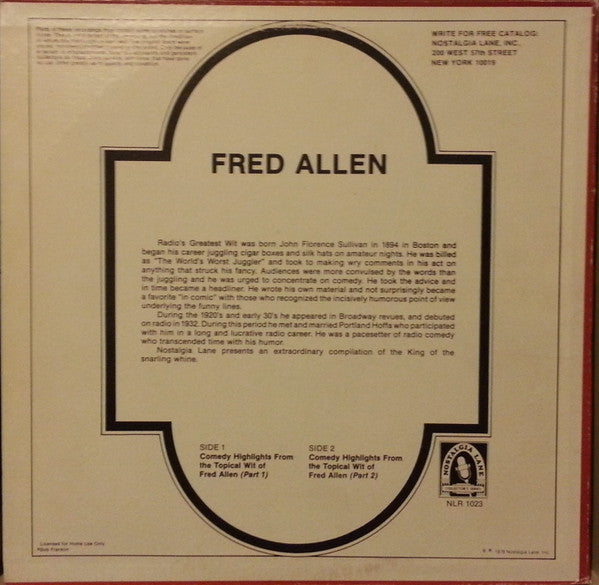 WRITE FOR FREE CATALOG:
NOSTALGIA LANE, INC.,
200 WEST 57th STREET
NEW YORK 10019
FRED ALLEN
Radio's Greatest Wit was born John Florence Sullivan in 1894 in Boston and
began his career juggling cigar boxes and silk hats on amateur nights. He was billed
as "The World's Worst Juggler" and took to making wry comments in his act on
anything that struck his fancy. Audiences were more convulsed by the words than
the juggling and he was urged to concentrate on comedy. He took the advice and
in time became a headliner. He wrote his own material and not surprisingly became
a favorite "in comic" with those who recognized the incisively humorous point of view
underlying the funny lines.
During the 1920's and early 30's he appeared in Broadway revues, and debuted
on radio in 1932. During this period he met and married Portland Hoffa who participated
with him in a long and lucrative radio career. He was a pacesetter of radio comedy
who transcended time with his humor.
Nostalgia Lane presents an extraordinary compilation of the King of the
snarling whine.
SIDE 1
Comedy Highlights From
the Topical Wit of
Fred Allen (Part 1)
SIDE 2
Comedy Highlights From
the Topical Wit of
Fred Allen (Part 2)
NOSTALGIA LANE
COLLECTOR'S SERIES
NLR 1023
Licensed for Home Use Only
Nostalgia Lane, Inc.